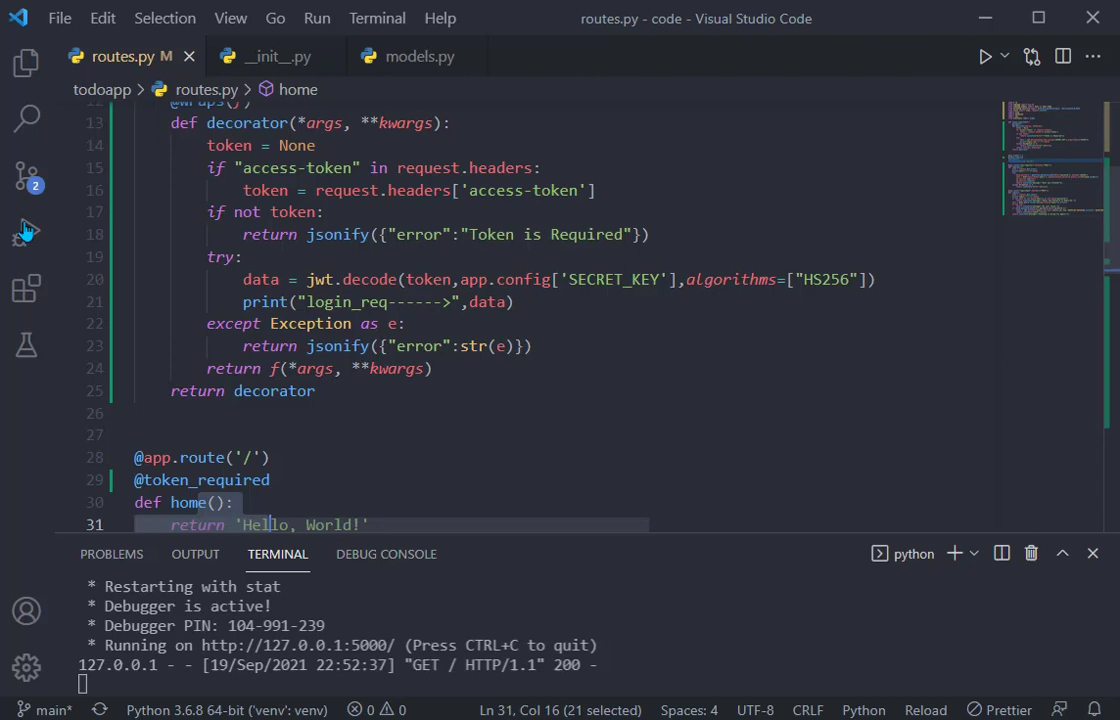 File Edit Selection View Go Run Terminal Help routes.py - code - Visual Studio Code
routes.py M __init__.py models.py
todoapp > routes.py > home
12 @wraps(f)
13 def decorator(*args, **kwargs):
14 token = None
15 if "access-token" in request.headers:
16 token = request.headers['access-token']
17 if not token:
18 return jsonify({"error":"Token is Required"})
19 try:
20 data = jwt.decode(token,app.config['SECRET_KEY'],algorithms=["HS256"])
21 print("login_req------>",data)
22 except Exception as e:
23 return jsonify({"error":str(e)})
24 return f(*args, **kwargs)
25 return decorator
26
27
28 @app.route('/')
29 @token_required
30 def home():
31 return 'Hello, World!'
2
PROBLEMS OUTPUT TERMINAL DEBUG CONSOLE python
* Restarting with stat
* Debugger is active!
* Debugger PIN: 104-991-239
* Running on http://127.0.0.1:5000/ (Press CTRL+C to quit)
127.0.0.1 - - [19/Sep/2021 22:52:37] "GET / HTTP/1.1" 200 -
main* Python 3.6.8 64-bit ('venv': venv) 0 0 Ln 31, Col 16 (21 selected) Spaces: 4 UTF-8 CRLF Python Reload Prettier